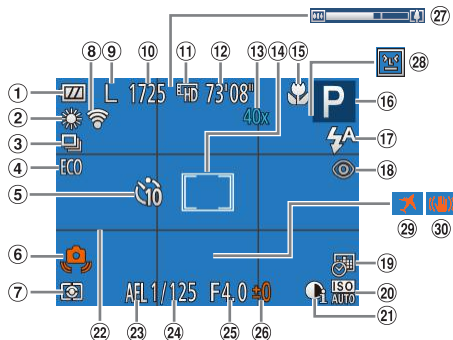 ㉗
⑧ ⑨ ⑩ ⑪ ⑫ ⑬ ⑭ ⑮
㉘
① L 1725 HD 73'08" P ⑯
②
40x
③ ⑰
④ ECO
⑱
⑤ 10
㉙ ㉚
⑥ ⑲
⑦ AFL 1/125 F4.0 ±0 i ISO AUTO ⑳
㉒ ㉓ ㉔ ㉕ ㉖ ㉑